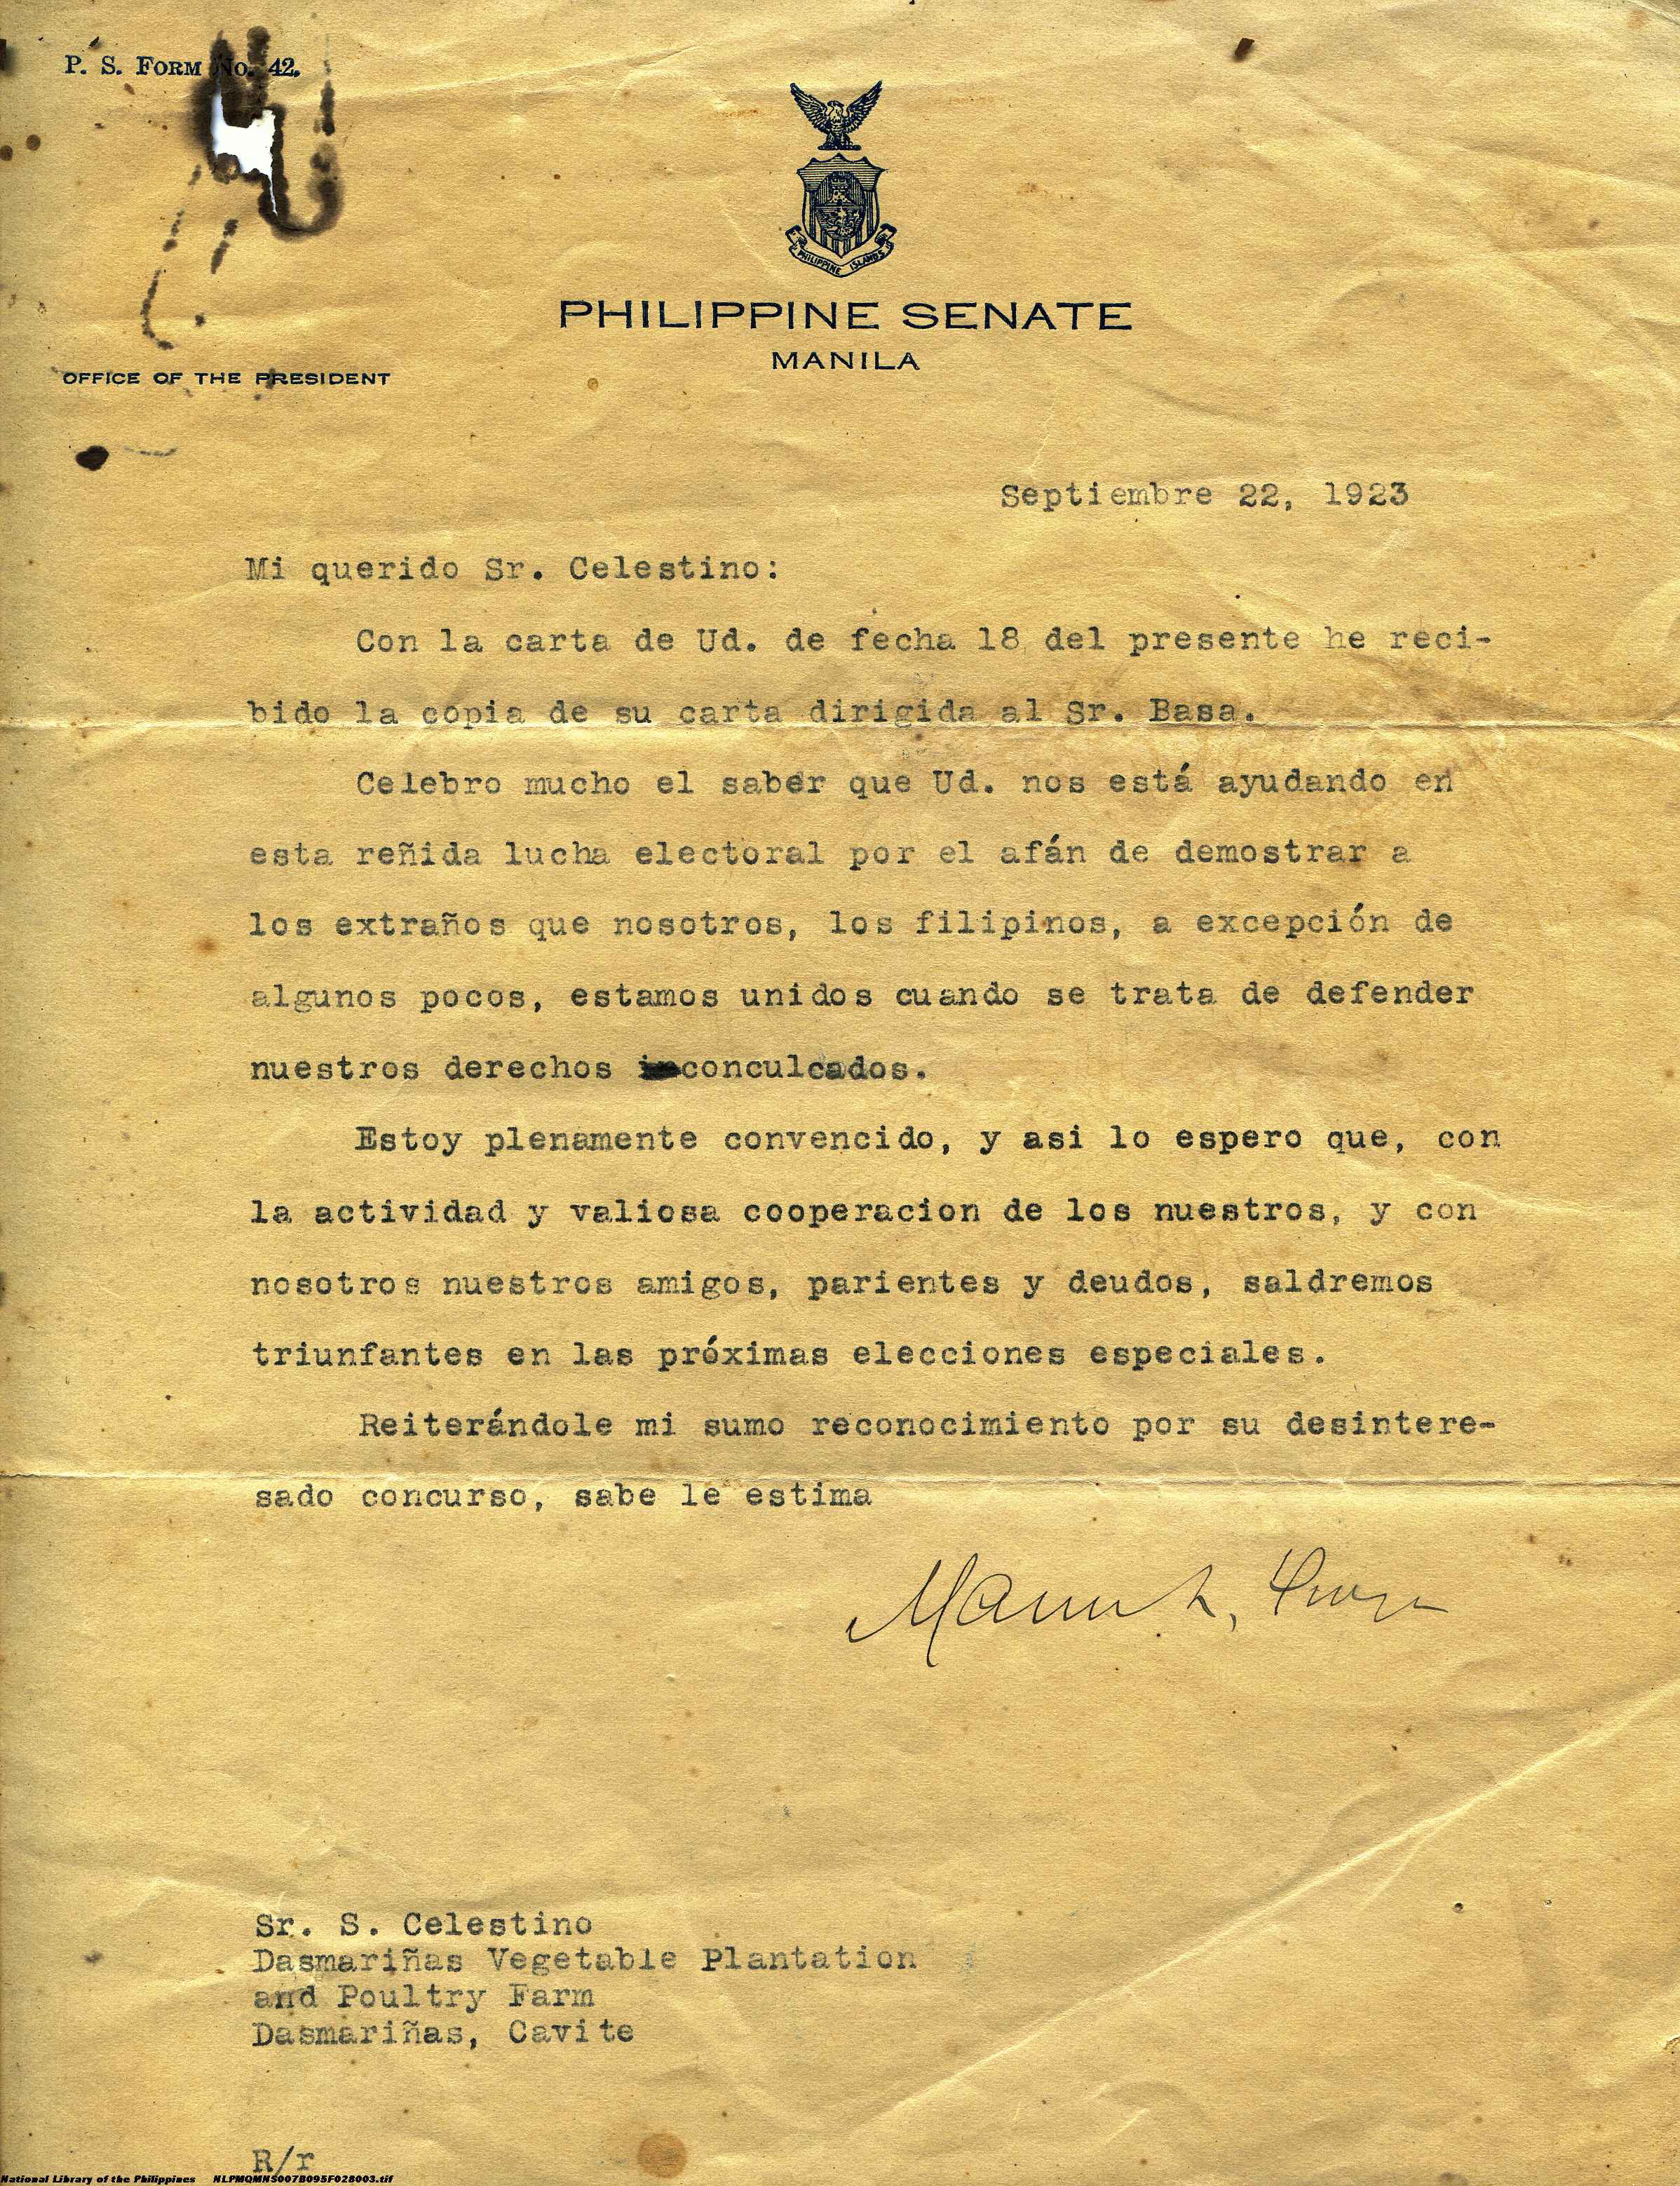 P. S. FORM No. 42.
PHILIPPINE ISLANDS
PHILIPPINE SENATE
MANILA
OFFICE OF THE PRESIDENT
Septiembre 22, 1923
Mi querido Sr. Celestino:
Con la carta de Ud. de fecha 18 del presente he reci-
bido la copia de su carta dirigida al Sr. Basa.
Celebro mucho el saber que Ud. nos está ayudando en
esta reñida lucha electoral por el afán de demostrar a
los extraños que nosotros, los filipinos, a excepción de
algunos pocos, estamos unidos cuando se trata de defender
nuestros derechos conculcados.
Estoy plenamente convencido, y asi lo espero que, con
la actividad y valiosa cooperacion de los nuestros, y con
nosotros nuestros amigos, parientes y deudos, saldremos
triunfantes en las próximas elecciones especiales.
Reiterándole mi sumo reconocimiento por su desintere-
sado concurso, sabe le estima
Manuel L. Quezon
Sr. S. Celestino
Dasmariñas Vegetable Plantation
and Poultry Farm
Dasmariñas, Cavite
R/r
National Library of the Philippines NLPMQMNS007B095F028003.tif